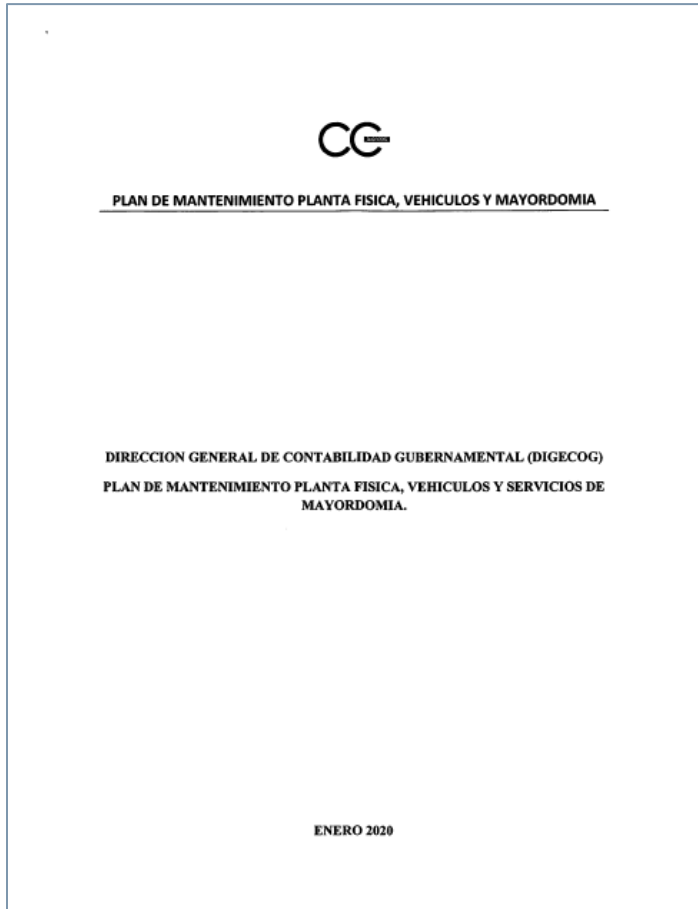 CG
PLAN DE MANTENIMIENTO PLANTA FISICA, VEHICULOS Y MAYORDOMIA
DIRECCION GENERAL DE CONTABILIDAD GUBERNAMENTAL (DIGECOG)
PLAN DE MANTENIMIENTO PLANTA FISICA, VEHICULOS Y SERVICIOS DE
MAYORDOMIA.
ENERO 2020